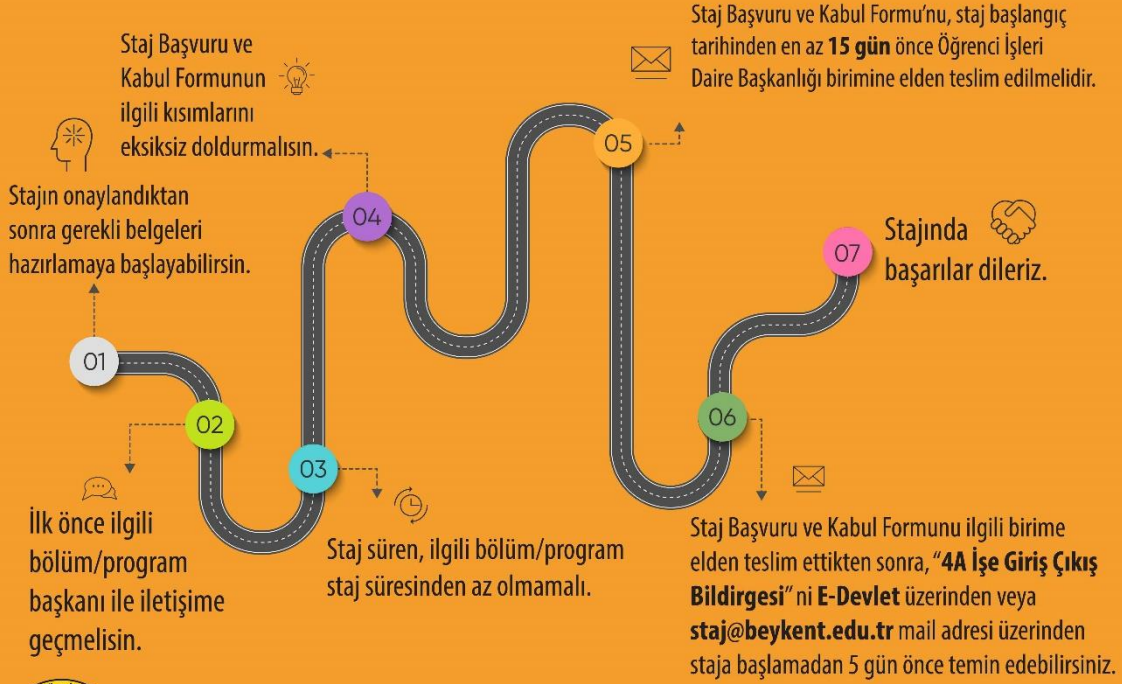 01
Stajın onaylandıktan
sonra gerekli belgeleri
hazırlamaya başlayabilirsin.
02
İlk önce ilgili
bölüm/program
başkanı ile iletişime
geçmelisin.
03
Staj süren, ilgili bölüm/program
staj süresinden az olmamalı.
04
Staj Başvuru ve
Kabul Formunun
ilgili kısımlarını
eksiksiz doldurmalısın.
05
Staj Başvuru ve Kabul Formu'nu, staj başlangıç
tarihinden en az 15 gün önce Öğrenci İşleri
Daire Başkanlığı birimine elden teslim edilmelidir.
06
Staj Başvuru ve Kabul Formunu ilgili birime
elden teslim ettikten sonra, "4A İşe Giriş Çıkış
Bildirgesi" ni E-Devlet üzerinden veya
staj@beykent.edu.tr mail adresi üzerinden
staja başlamadan 5 gün önce temin edebilirsiniz.
07
Stajında
başarılar dileriz.